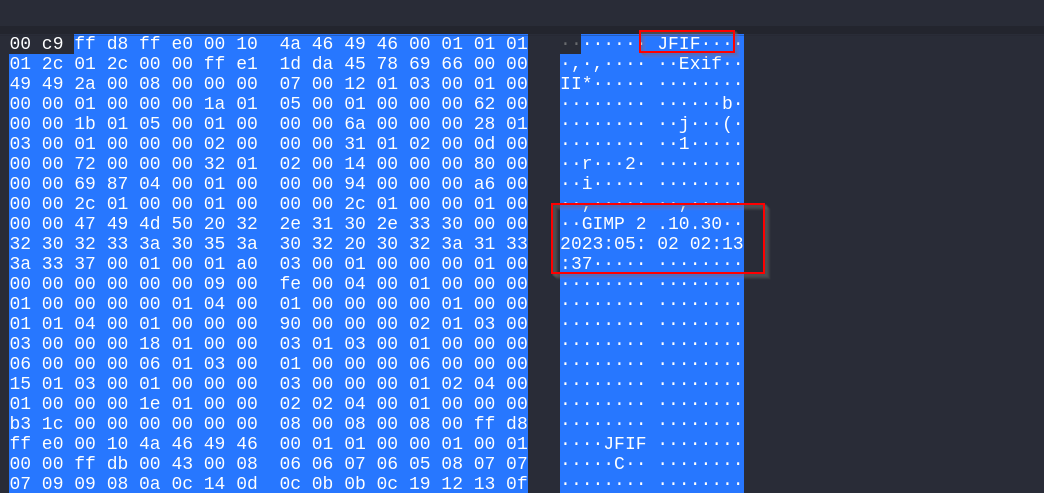 00 c9 ff d8 ff e0 00 10  4a 46 49 46 00 01 01 01  ········ JFIF····
01 2c 01 2c 00 00 ff e1  1d da 45 78 69 66 00 00  ·,·,···· ··Exif··
49 49 2a 00 08 00 00 00  07 00 12 01 03 00 01 00  II*····· ········
00 00 01 00 00 00 1a 01  05 00 01 00 00 00 62 00  ········ ······b·
00 00 1b 01 05 00 01 00  00 00 6a 00 00 00 28 01  ········ ··j···(·
03 00 01 00 00 00 02 00  00 00 31 01 02 00 0d 00  ········ ··1·····
00 00 72 00 00 00 32 01  02 00 14 00 00 00 80 00  ··r···2· ········
00 00 69 87 04 00 01 00  00 00 94 00 00 00 a6 00  ··i····· ········
00 00 2c 01 00 00 01 00  00 00 2c 01 00 00 01 00  ··,····· ··,·····
00 00 47 49 4d 50 20 32  2e 31 30 2e 33 30 00 00  ··GIMP 2 .10.30··
32 30 32 33 3a 30 35 3a  30 32 20 30 32 3a 31 33  2023:05: 02 02:13
3a 33 37 00 01 00 01 a0  03 00 01 00 00 00 01 00  :37····· ········
00 00 00 00 00 00 09 00  fe 00 04 00 01 00 00 00  ········ ········
01 00 00 00 00 01 04 00  01 00 00 00 00 01 00 00  ········ ········
01 01 04 00 01 00 00 00  90 00 00 00 02 01 03 00  ········ ········
03 00 00 00 18 01 00 00  03 01 03 00 01 00 00 00  ········ ········
06 00 00 00 06 01 03 00  01 00 00 00 06 00 00 00  ········ ········
15 01 03 00 01 00 00 00  03 00 00 00 01 02 04 00  ········ ········
01 00 00 00 1e 01 00 00  02 02 04 00 01 00 00 00  ········ ········
b3 1c 00 00 00 00 00 00  08 00 08 00 08 00 ff d8  ········ ········
ff e0 00 10 4a 46 49 46  00 01 01 00 00 01 00 01  ····JFIF ········
00 00 ff db 00 43 00 08  06 06 07 06 05 08 07 07  ·····C·· ········
07 09 09 08 0a 0c 14 0d  0c 0b 0b 0c 19 12 13 0f  ········ ········